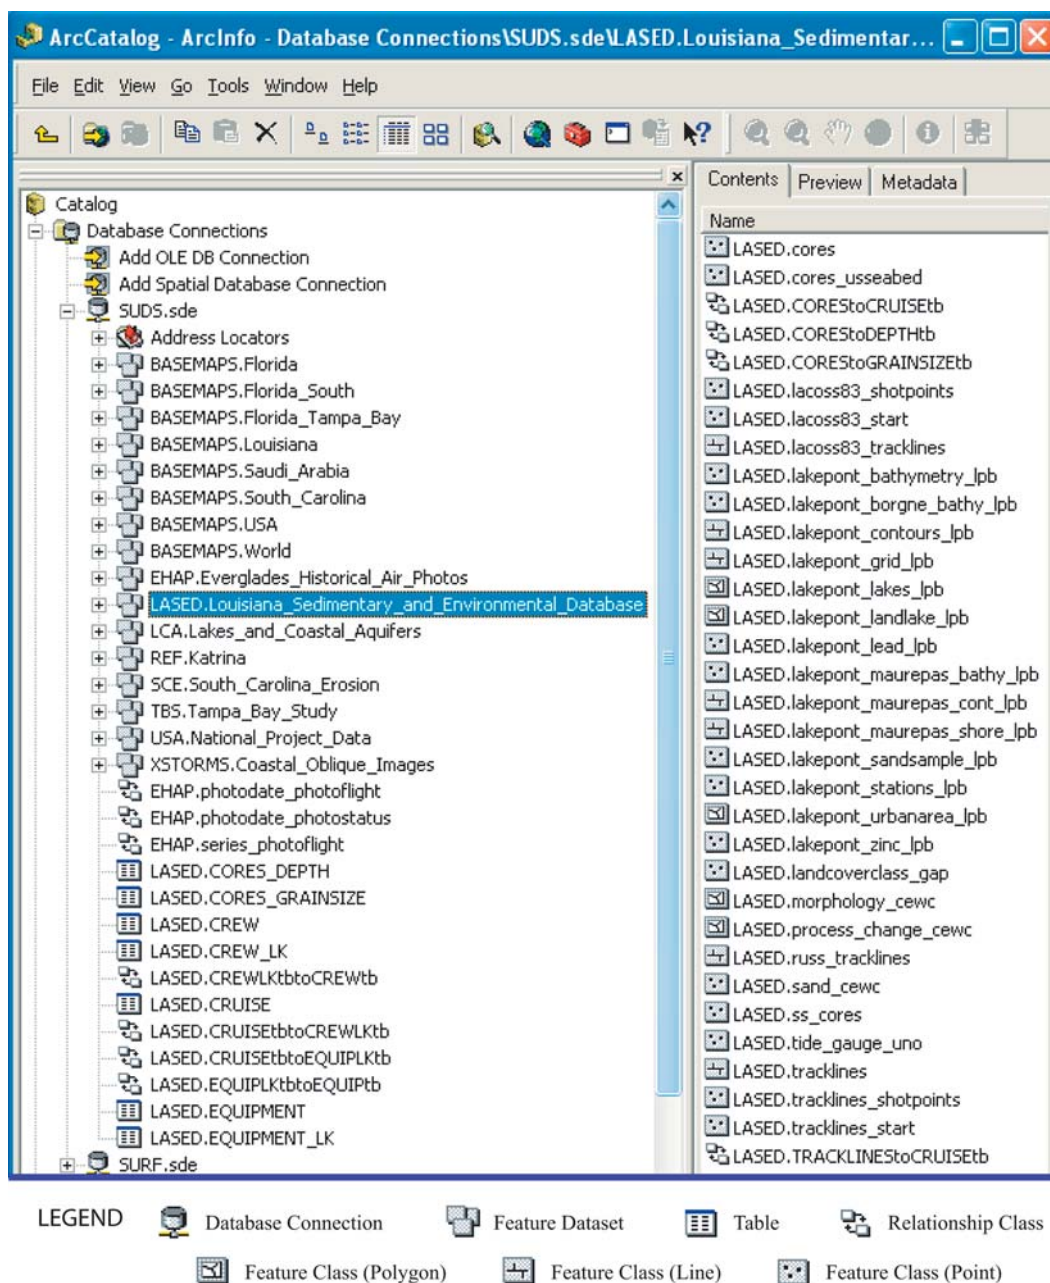 ArcCatalog - ArcInfo - Database Connections\SUDS.sde\LASED.Louisiana_Sedimentar...
File Edit View Go Tools Window Help
Catalog
Database Connections
Add OLE DB Connection
Add Spatial Database Connection
SUDS.sde
Address Locators
BASEMAPS.Florida
BASEMAPS.Florida_South
BASEMAPS.Florida_Tampa_Bay
BASEMAPS.Louisiana
BASEMAPS.Saudi_Arabia
BASEMAPS.South_Carolina
BASEMAPS.USA
BASEMAPS.World
EHAP.Everglades_Historical_Air_Photos
LASED.Louisiana_Sedimentary_and_Environmental_Database
LCA.Lakes_and_Coastal_Aquifers
REF.Katrina
SCE.South_Carolina_Erosion
TBS.Tampa_Bay_Study
USA.National_Project_Data
XSTORMS.Coastal_Oblique_Images
EHAP.photodate_photoflight
EHAP.photodate_photostatus
EHAP.series_photoflight
LASED.CORES_DEPTH
LASED.CORES_GRAINSIZE
LASED.CREW
LASED.CREW_LK
LASED.CREWLKtbtoCREWtb
LASED.CRUISE
LASED.CRUISEtbtoCREWLKtb
LASED.CRUISEtbtoEQUIPLKtb
LASED.EQUIPLKtbtoEQUIPtb
LASED.EQUIPMENT
LASED.EQUIPMENT_LK
SURF.sde
Contents Preview Metadata
Name
LASED.cores
LASED.cores_usseabed
LASED.COREStoCRUISEtb
LASED.COREStoDEPTHtb
LASED.COREStoGRAINSIZEtb
LASED.lacoss83_shotpoints
LASED.lacoss83_start
LASED.lacoss83_tracklines
LASED.lakepont_bathymetry_lpb
LASED.lakepont_borgne_bathy_lpb
LASED.lakepont_contours_lpb
LASED.lakepont_grid_lpb
LASED.lakepont_lakes_lpb
LASED.lakepont_landlake_lpb
LASED.lakepont_lead_lpb
LASED.lakepont_maurepas_bathy_lpb
LASED.lakepont_maurepas_cont_lpb
LASED.lakepont_maurepas_shore_lpb
LASED.lakepont_sandsample_lpb
LASED.lakepont_stations_lpb
LASED.lakepont_urbanarea_lpb
LASED.lakepont_zinc_lpb
LASED.landcoverclass_gap
LASED.morphology_cewc
LASED.process_change_cewc
LASED.russ_tracklines
LASED.sand_cewc
LASED.ss_cores
LASED.tide_gauge_uno
LASED.tracklines
LASED.tracklines_shotpoints
LASED.tracklines_start
LASED.TRACKLINEStoCRUISEtb
LEGEND Database Connection Feature Dataset Table Relationship Class
Feature Class (Polygon) Feature Class (Line) Feature Class (Point)